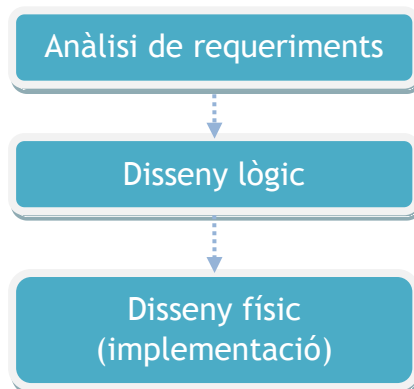 Anàlisi de requeriments
Disseny lògic
Disseny físic
(implementació)